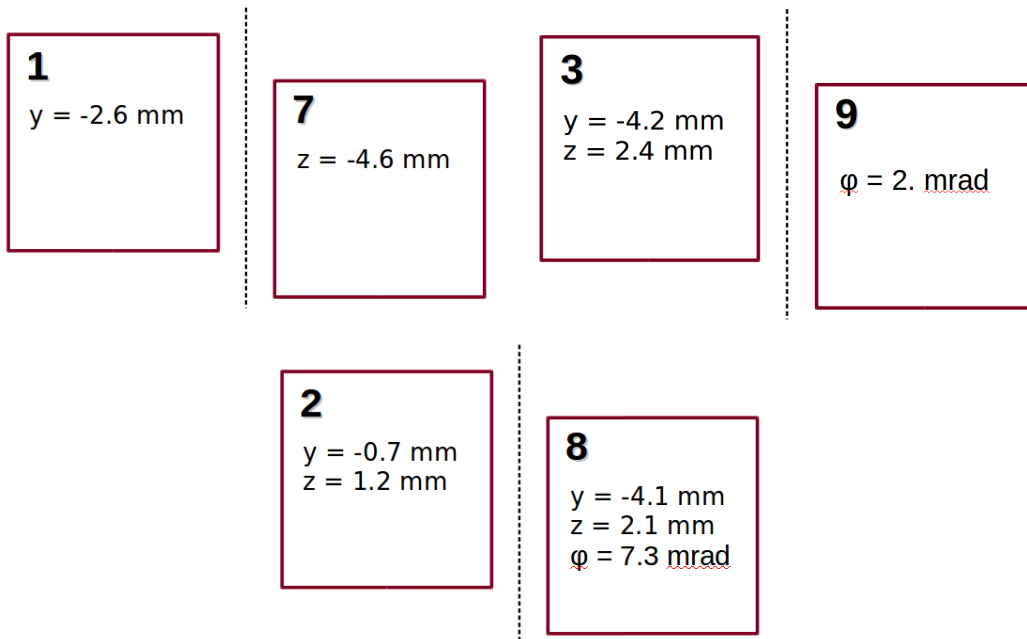 1
y = -2.6 mm
7
z = -4.6 mm
3
y = -4.2 mm
z = 2.4 mm
9
φ = 2. mrad
2
y = -0.7 mm
z = 1.2 mm
8
y = -4.1 mm
z = 2.1 mm
φ = 7.3 mrad